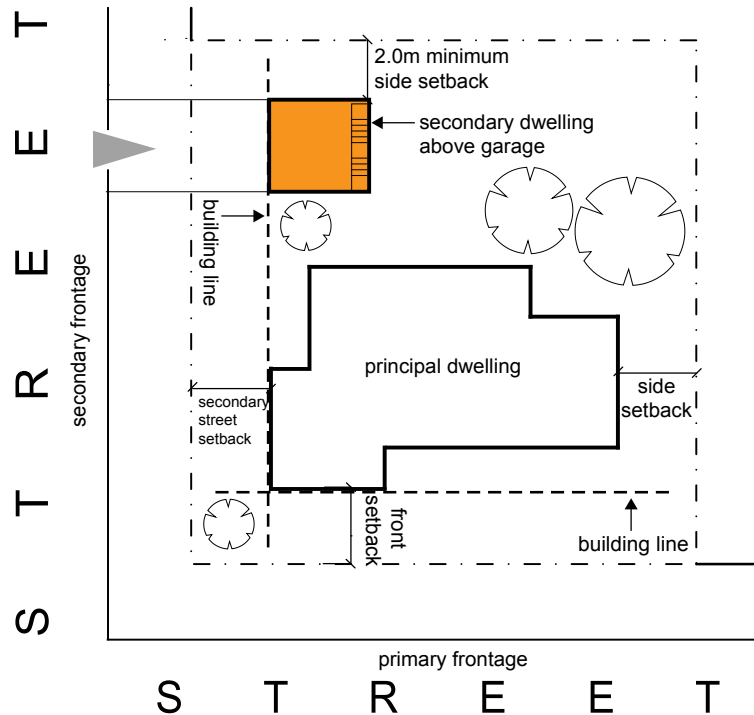 2.0m minimum
side setback
secondary dwelling
above garage
building line
STREET
secondary frontage
principal dwelling
side
setback
secondary
street
setback
front
setback
building line
primary frontage
STREET